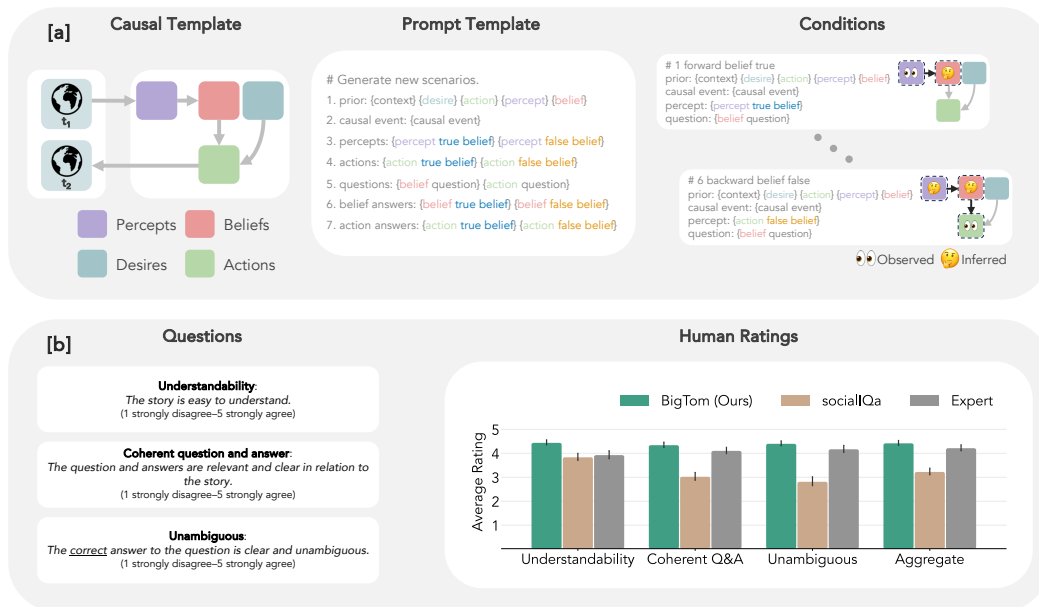 [a]
Causal Template
t1
t2
Percepts
Beliefs
Desires
Actions
Prompt Template
# Generate new scenarios.
1. prior: {context} {desire} {action} {percept} {belief}
2. causal event: {causal event}
3. percepts: {percept true belief} {percept false belief}
4. actions: {action true belief} {action false belief}
5. questions: {belief question} {action question}
6. belief answers: {belief true belief} {belief false belief}
7. action answers: {action true belief} {action false belief}
Conditions
# 1 forward belief true
prior: {context} {desire} {action} {percept} {belief}
causal event: {causal event}
percept: {percept true belief}
question: {belief question}
# 6 backward belief false
prior: {context} {desire} {action} {percept} {belief}
causal event: {causal event}
percept: {action false belief}
question: {belief question}
Observed
Inferred
[b]
Questions
Understandability:
The story is easy to understand.
(1 strongly disagree–5 strongly agree)
Coherent question and answer:
The question and answers are relevant and clear in relation to
the story.
(1 strongly disagree–5 strongly agree)
Unambiguous:
The correct answer to the question is clear and unambiguous.
(1 strongly disagree–5 strongly agree)
Human Ratings
BigTom (Ours)
socialIQa
Expert
Average Rating
5
4
3
2
1
Understandability
Coherent Q&A
Unambiguous
Aggregate